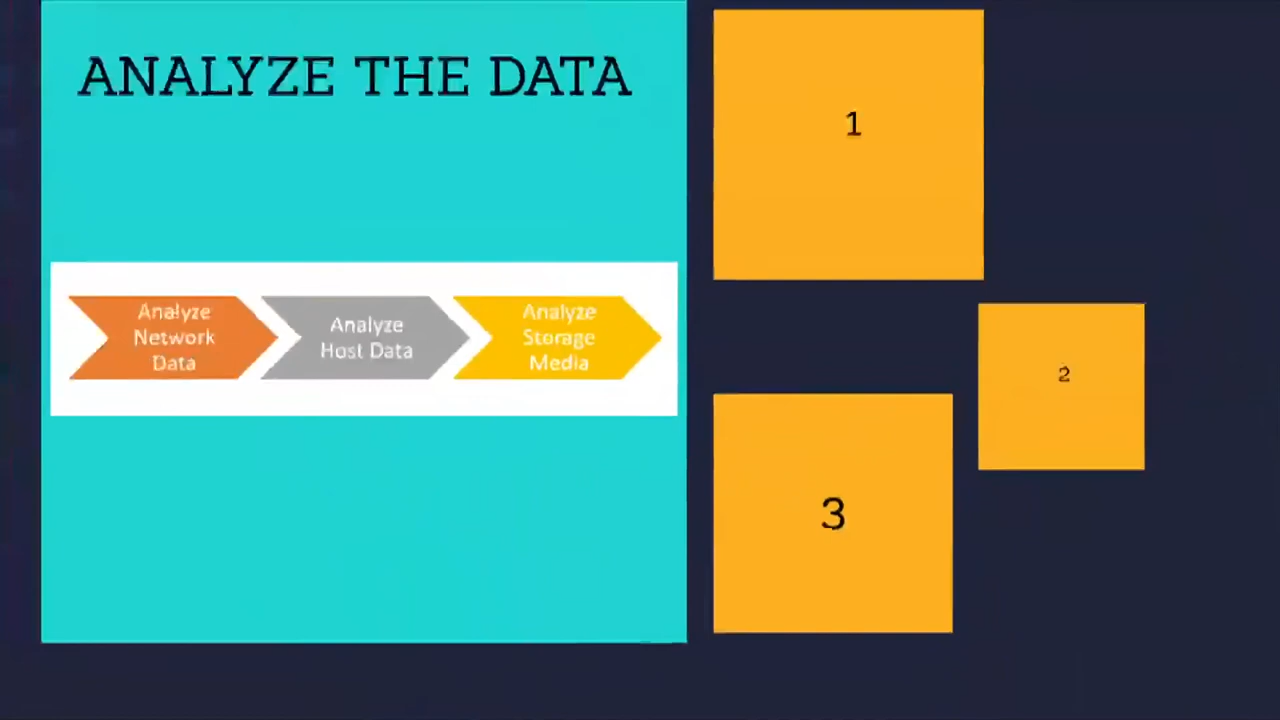 ANALYZE THE DATA
Analyze
Network
Data
Analyze
Host Data
Analyze
Storage
Media
1
2
3